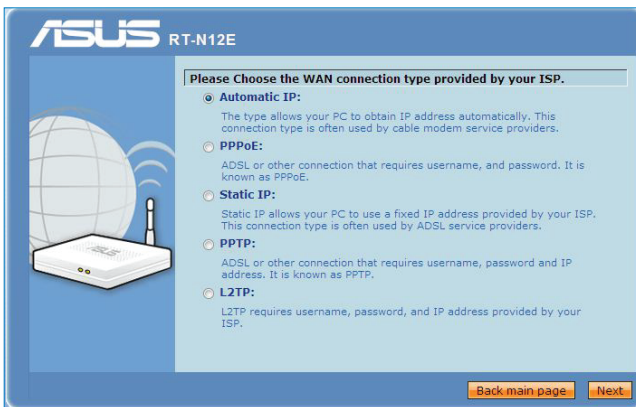 ASUS RT-N12E
Please Choose the WAN connection type provided by your ISP.
Automatic IP:
The type allows your PC to obtain IP address automatically. This
connection type is often used by cable modem service providers.
PPPoE:
ADSL or other connection that requires username, and password. It is
known as PPPoE.
Static IP:
Static IP allows your PC to use a fixed IP address provided by your ISP.
This connection type is often used by ADSL service providers.
PPTP:
ADSL or other connection that requires username, password and IP
address. It is known as PPTP.
L2TP:
L2TP requires username, password, and IP address provided by your
ISP.
ASUS
Back main page Next